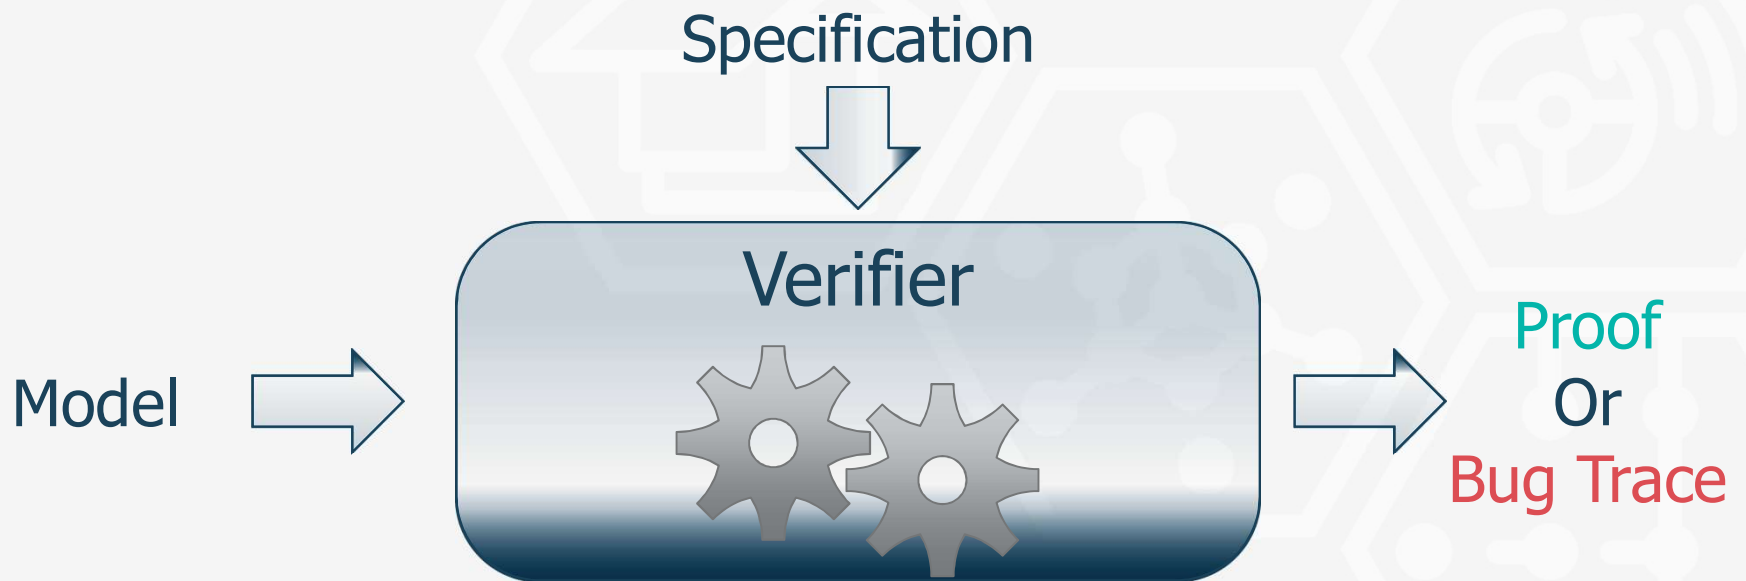 Specification
Verifier
Model
Proof
Or
Bug Trace